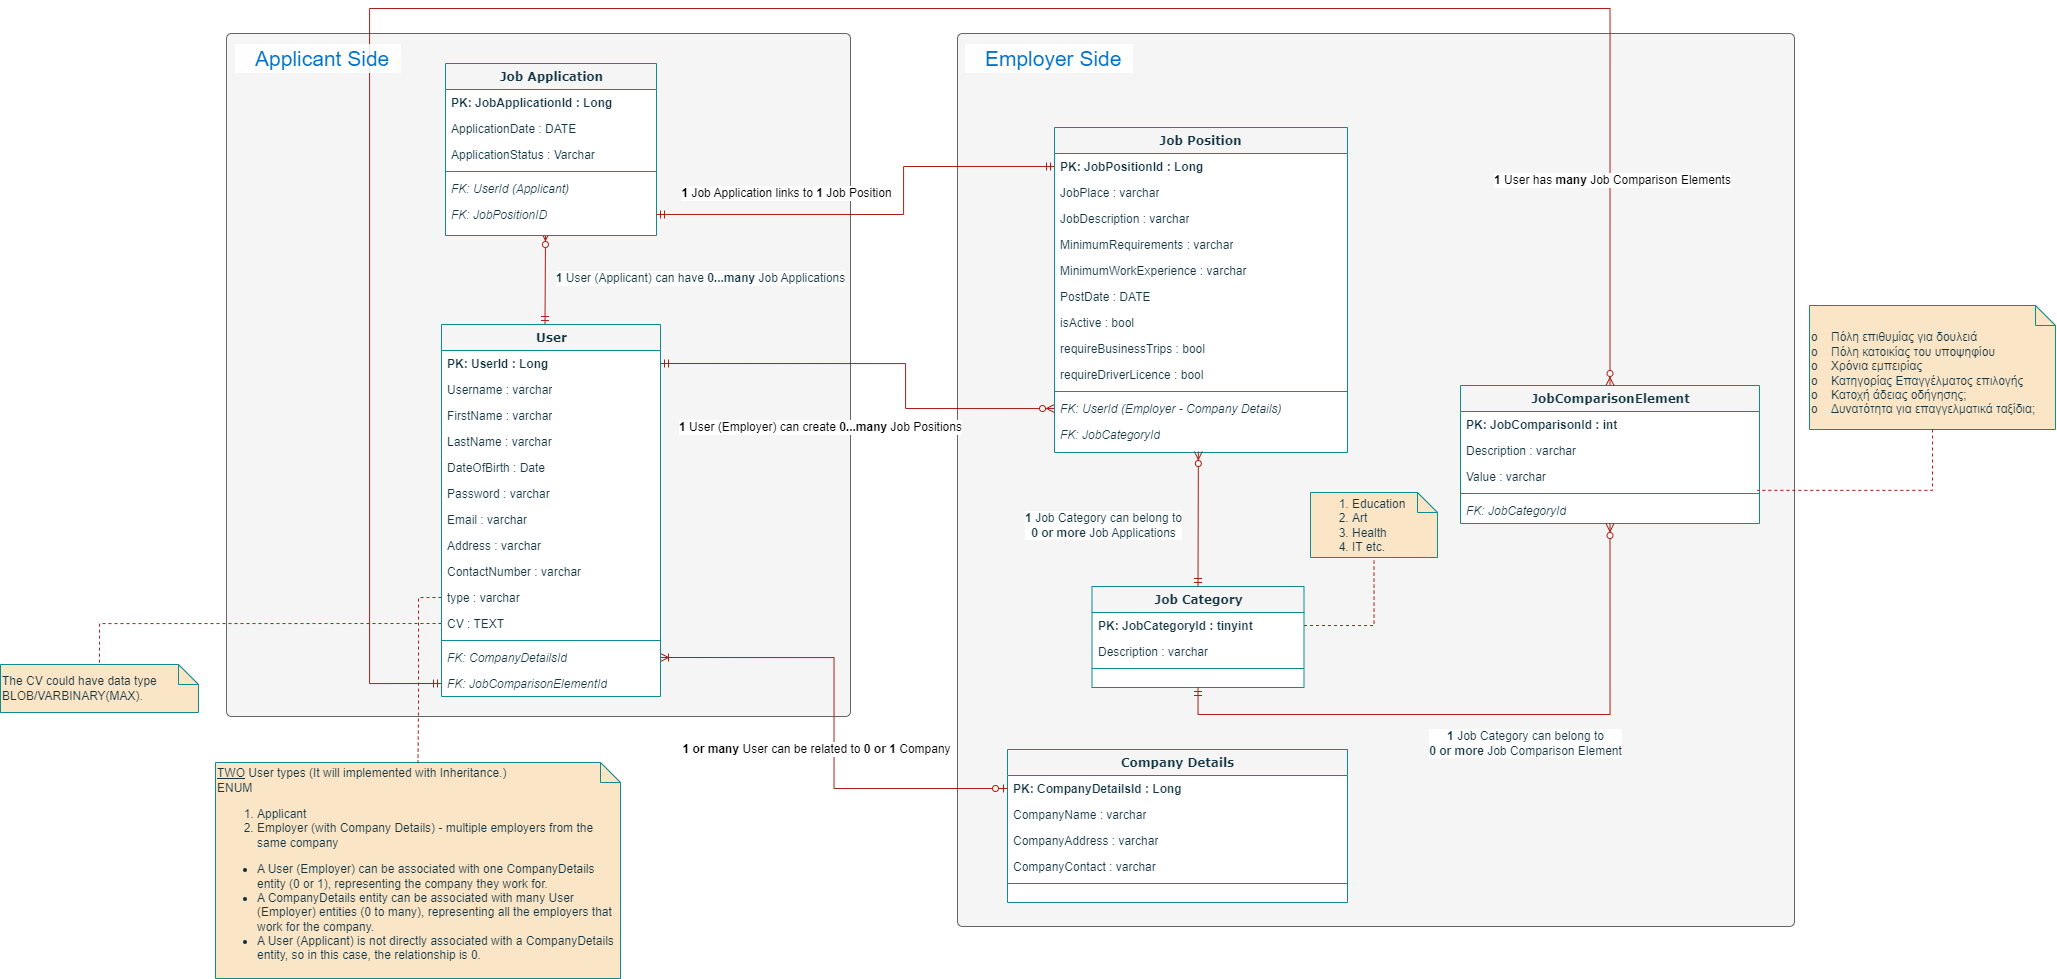 Applicant Side
Job Application
PK: JobApplicationId : Long
ApplicationDate : DATE
ApplicationStatus : Varchar
FK: UserId (Applicant)
FK: JobPositionID
1 Job Application links to 1 Job Position
1 User (Applicant) can have 0...many Job Applications
User
PK: UserId : Long
Username : varchar
FirstName : varchar
LastName : varchar
DateOfBirth : Date
Password : varchar
Email : varchar
Address : varchar
ContactNumber : varchar
type : varchar
CV : TEXT
FK: CompanyDetailsId
FK: JobComparisonElementId
1 User (Employer) can create 0...many Job Positions
The CV could have data type
BLOB/VARBINARY(MAX).
1 or many User can be related to 0 or 1 Company
TWO User types (It will implemented with Inheritance.)
ENUM
1. Applicant
2. Employer (with Company Details) - multiple employers from the
same company
• A User (Employer) can be associated with one CompanyDetails
entity (0 or 1), representing the company they work for.
• A CompanyDetails entity can be associated with many User
(Employer) entities (0 to many), representing all the employers that
work for the company.
• A User (Applicant) is not directly associated with a CompanyDetails
entity, so in this case, the relationship is 0.
Employer Side
Job Position
PK: JobPositionId : Long
JobPlace : varchar
JobDescription : varchar
MinimumRequirements : varchar
MinimumWorkExperience : varchar
PostDate : DATE
isActive : bool
requireBusinessTrips : bool
requireDriverLicence : bool
FK: UserId (Employer - Company Details)
FK: JobCategoryId
1 User has many Job Comparison Elements
JobComparisonElement
PK: JobComparisonId : int
Description : varchar
Value : varchar
FK: JobCategoryId
o Πόλη επιθυμίας για δουλειά
o Πόλη κατοικίας του υποψηφίου
o Χρόνια εμπειρίας
o Κατηγορίας Επαγγέλματος επιλογής
o Κατοχή άδειας οδήγησης;
o Δυνατότητα για επαγγελματικά ταξίδια;
1 Job Category can belong to
0 or more Job Applications
1. Education
2. Art
3. Health
4. IT etc.
Job Category
PK: JobCategoryId : tinyint
Description : varchar
1 Job Category can belong to
0 or more Job Comparison Element
Company Details
PK: CompanyDetailsId : Long
CompanyName : varchar
CompanyAddress : varchar
CompanyContact : varchar